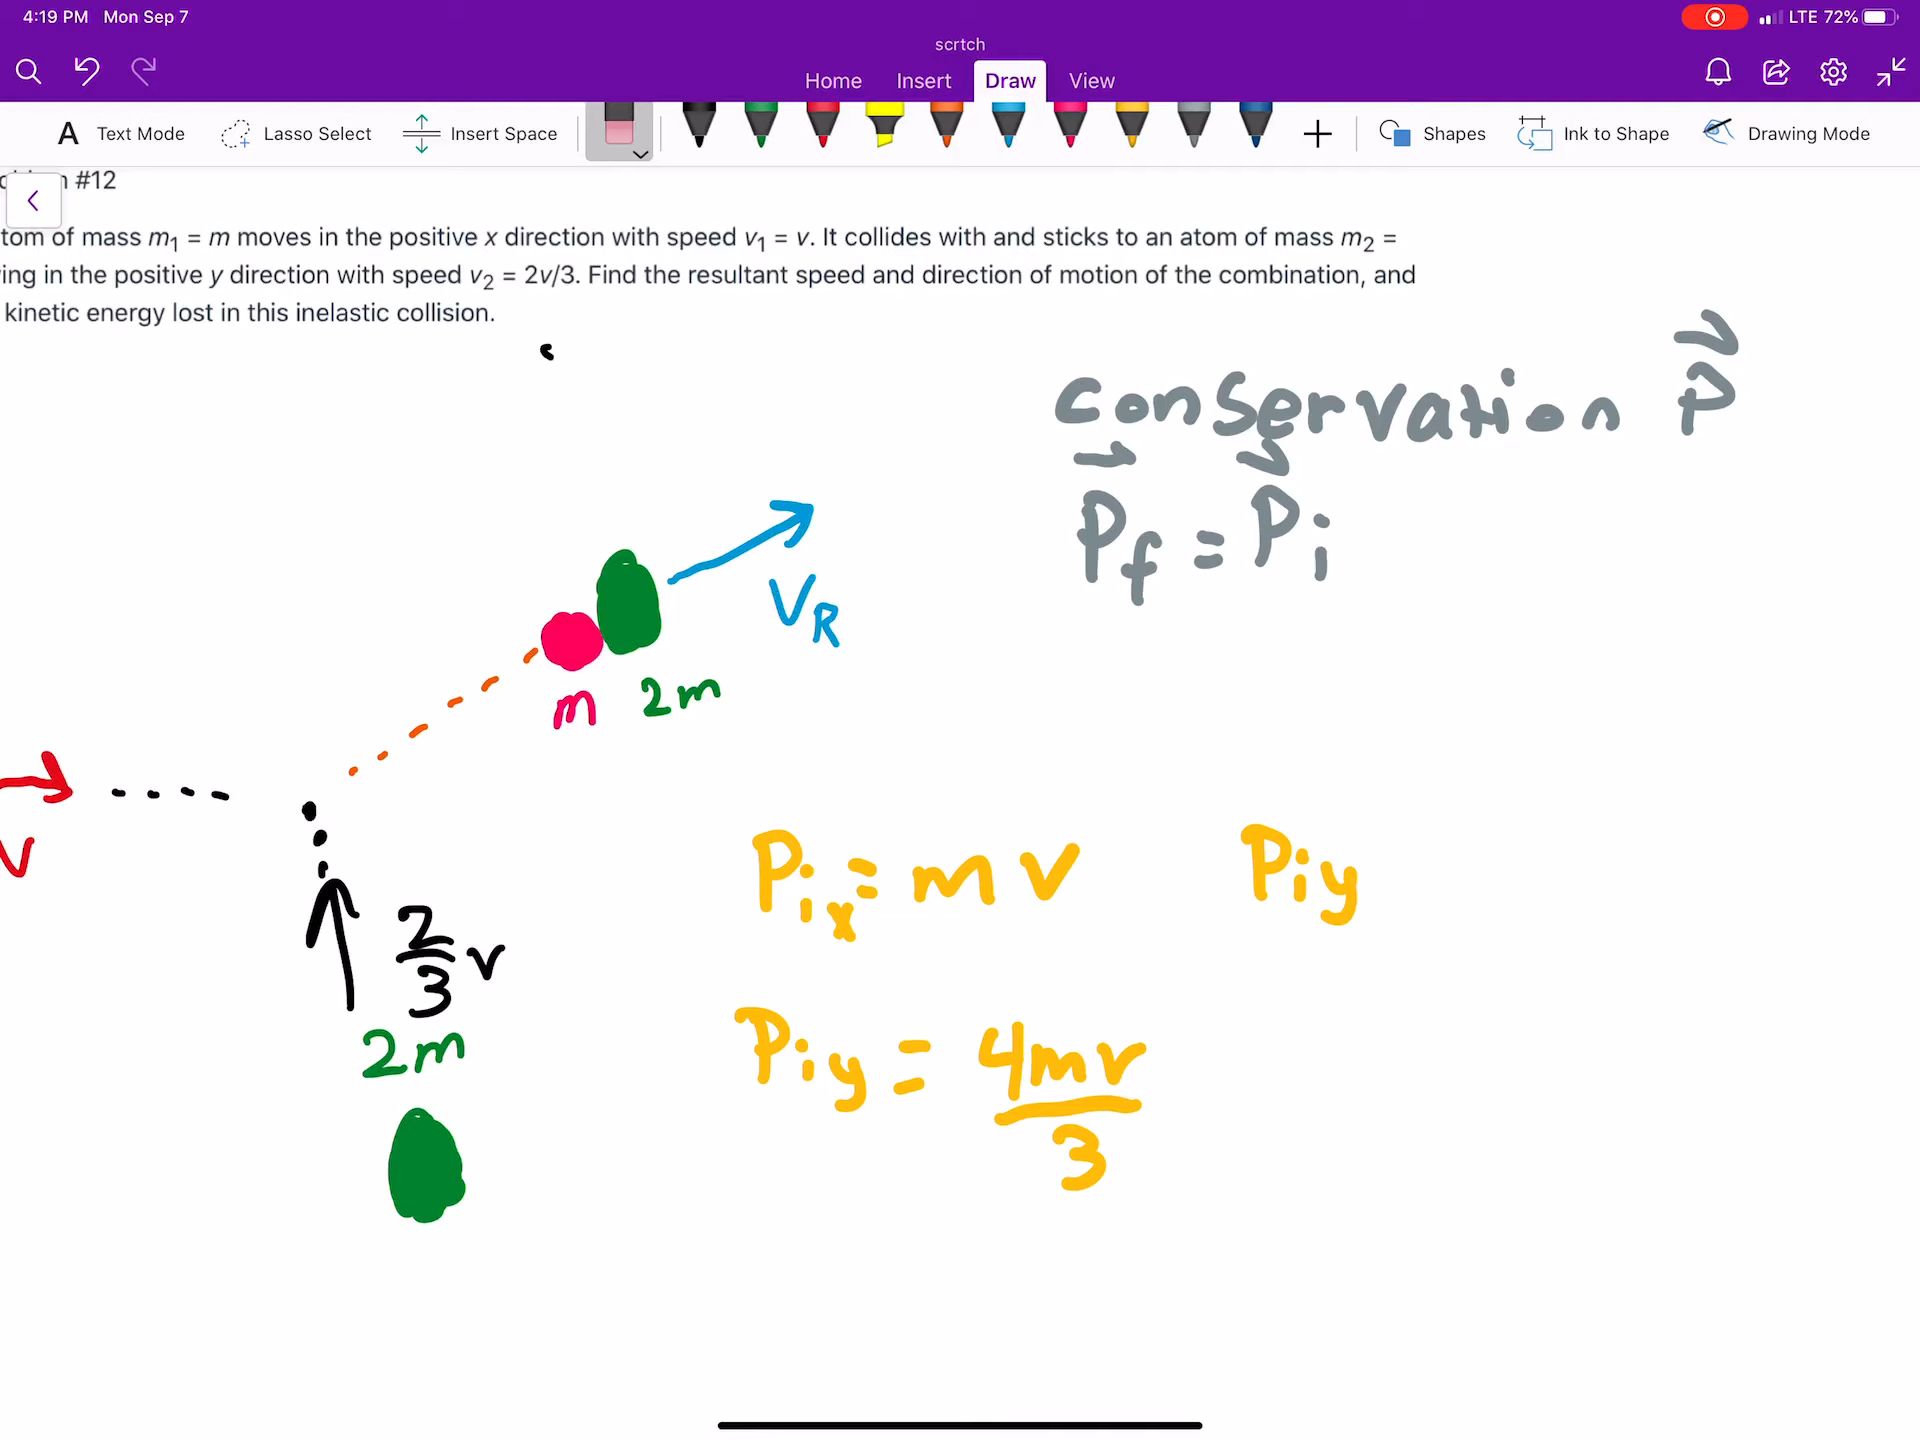 4:19 PM Mon Sep 7
LTE 72%
scrtch
Home Insert Draw View
A Text Mode Lasso Select Insert Space Shapes Ink to Shape Drawing Mode
#12
tom of mass m₁ = m moves in the positive x direction with speed v₁ = v. It collides with and sticks to an atom of mass m₂ =
ing in the positive y direction with speed v₂ = 2v/3. Find the resultant speed and direction of motion of the combination, and
kinetic energy lost in this inelastic collision.
Conservation P⃗
P⃗f = P⃗i
VR
m 2m
V
Pix = mv Piy
2/3 v
2m
Piy = 4mv/3